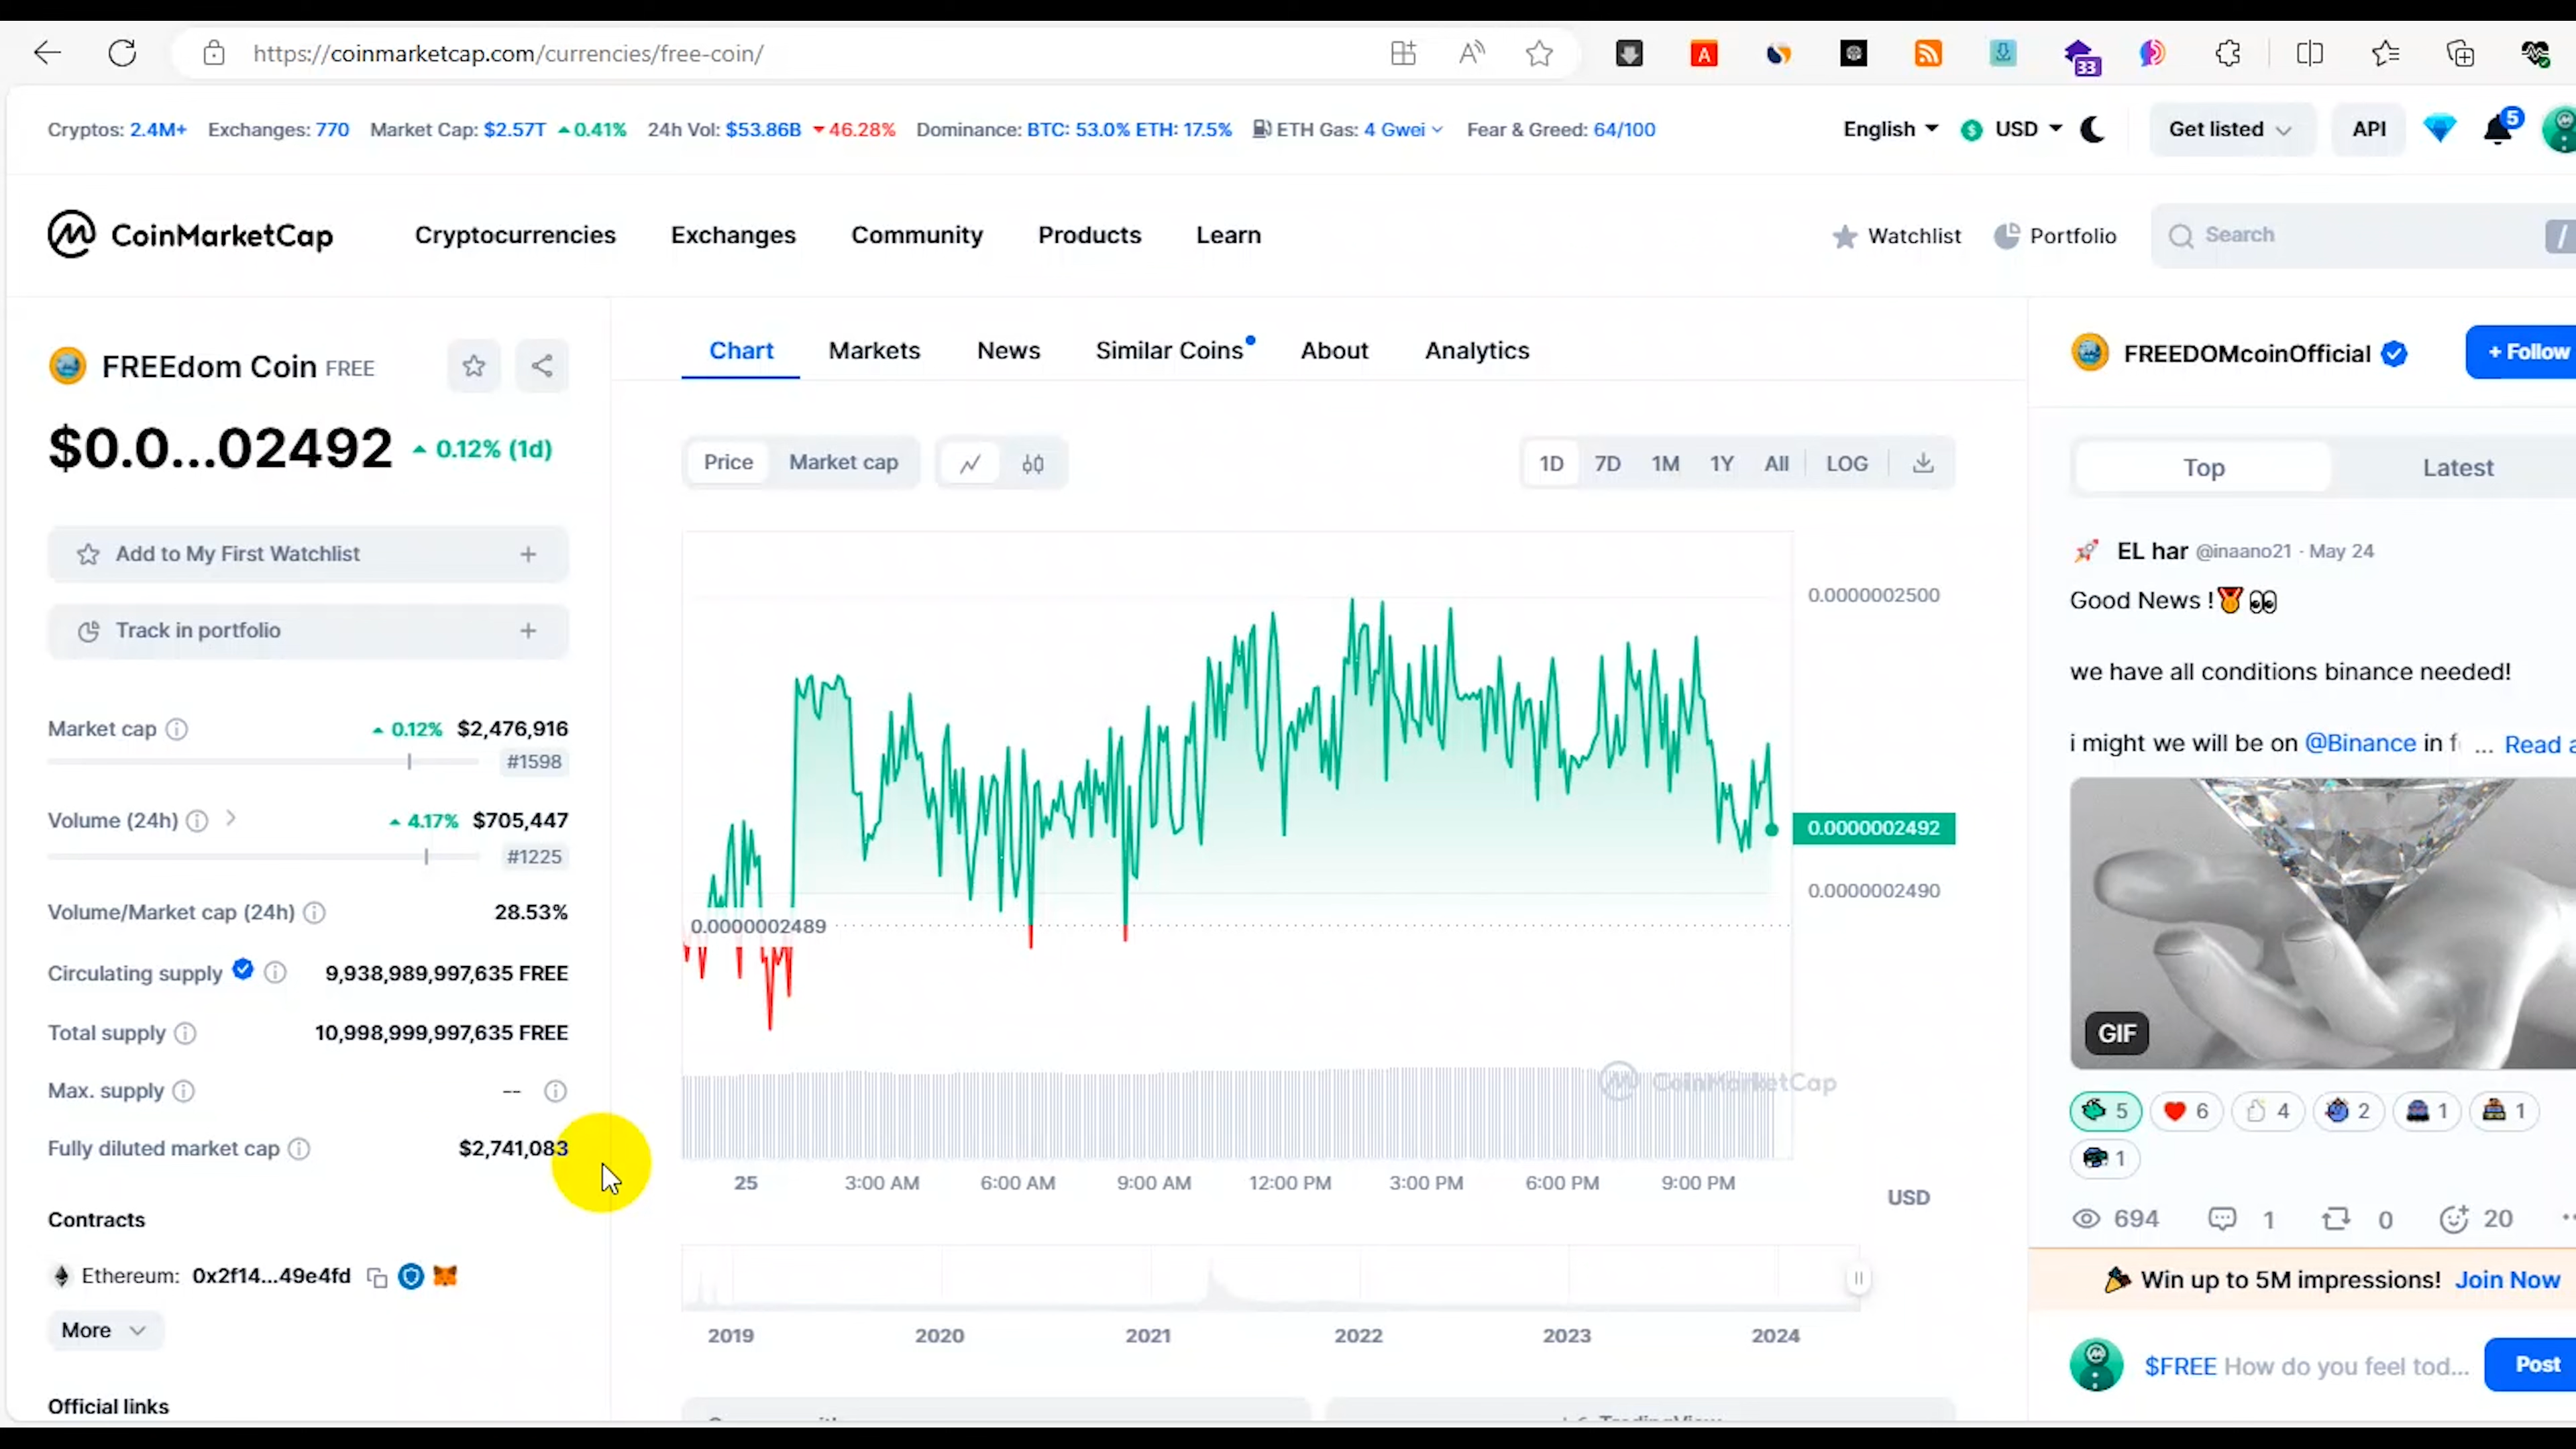 https://coinmarketcap.com/currencies/free-coin/
33
Cryptos: 2.4M+ Exchanges: 770 Market Cap: $2.57T 0.41% 24h Vol: $53.86B 46.28% Dominance: BTC: 53.0% ETH: 17.5% ETH Gas: 4 Gwei Fear & Greed: 64/100
English USD Get listed API 5
CoinMarketCap Cryptocurrencies Exchanges Community Products Learn
Watchlist Portfolio Search /
FREEdom Coin FREE
$0.0...02492 0.12% (1d)
Add to My First Watchlist +
Track in portfolio +
Market cap 0.12% $2,476,916
#1598
Volume (24h) 4.17% $705,447
#1225
Volume/Market cap (24h) 28.53%
Circulating supply 9,938,989,997,635 FREE
Total supply 10,998,999,997,635 FREE
Max. supply --
Fully diluted market cap $2,741,083
Contracts
Ethereum: 0x2f14...49e4fd
More
Official links
Chart Markets News Similar Coins About Analytics
Price Market cap
1D 7D 1M 1Y All LOG
0.0000002500
0.0000002492
0.0000002490
0.0000002489
CoinMarketCap
25 3:00 AM 6:00 AM 9:00 AM 12:00 PM 3:00 PM 6:00 PM 9:00 PM
USD
2019 2020 2021 2022 2023 2024
TradingView
FREEDOMcoinOfficial + Follow
Top Latest
EL har @inaano21 · May 24
Good News !
we have all conditions binance needed!
i might we will be on @Binance in f ... Read
GIF
5 6 4 2 1 1
1
694 1 0 20
Win up to 5M impressions! Join Now
$FREE How do you feel tod... Post